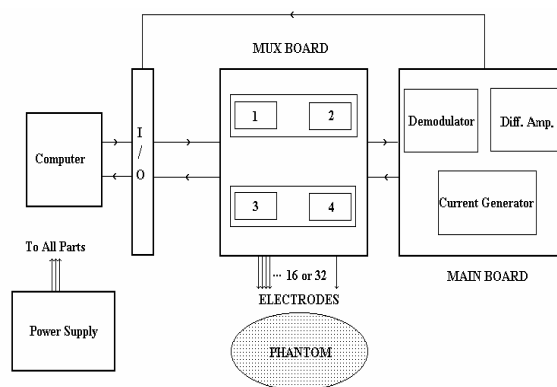 MUX BOARD
1
2
Demodulator
Diff. Amp.
I
/
O
Computer
3
4
Current Generator
To All Parts
··· 16 or 32
ELECTRODES
MAIN BOARD
Power Supply
PHANTOM